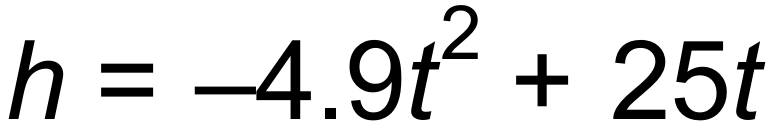 h = –4.9t² + 25t